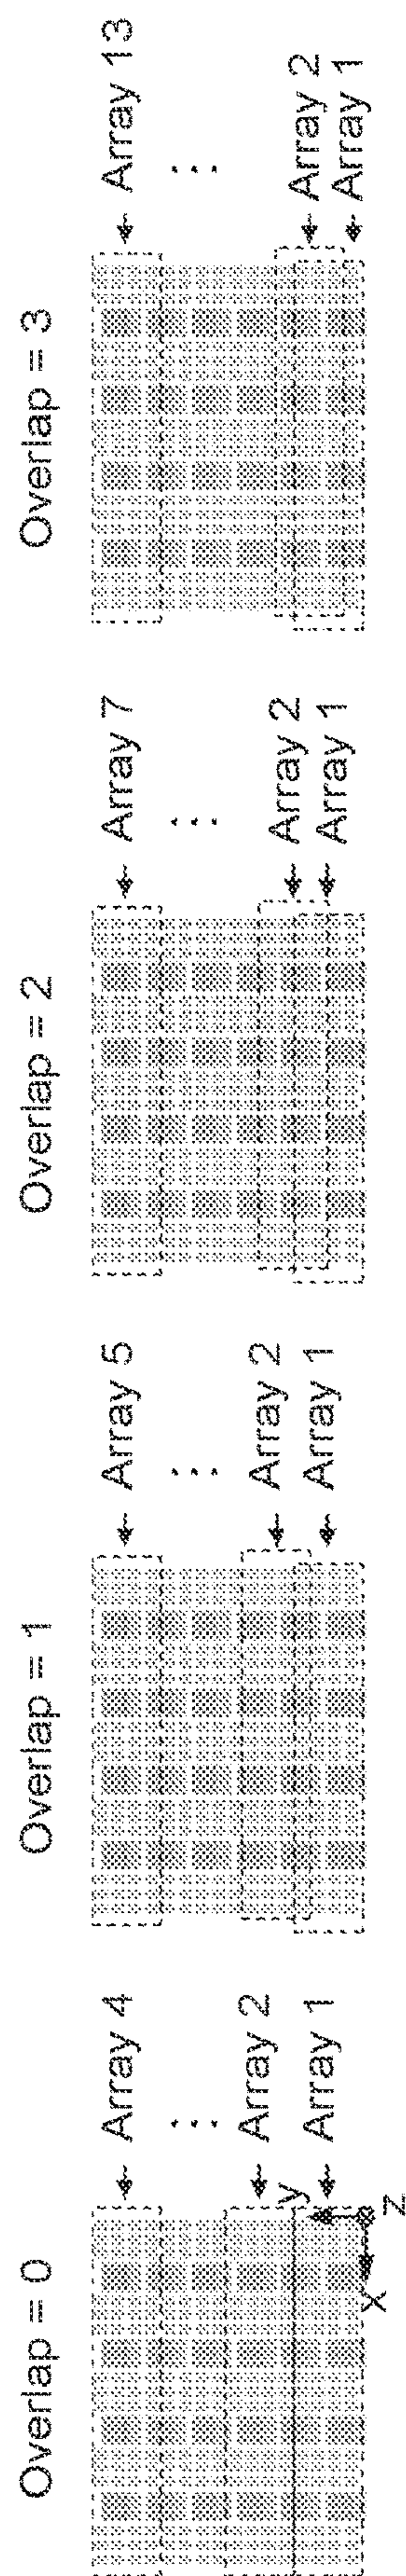 Overlap = 0
Array 4
...
Array 2
Array 1
y
x
z
Overlap = 1
Array 5
...
Array 2
Array 1
Overlap = 2
Array 7
...
Array 2
Array 1
Overlap = 3
Array 13
...
Array 2
Array 1